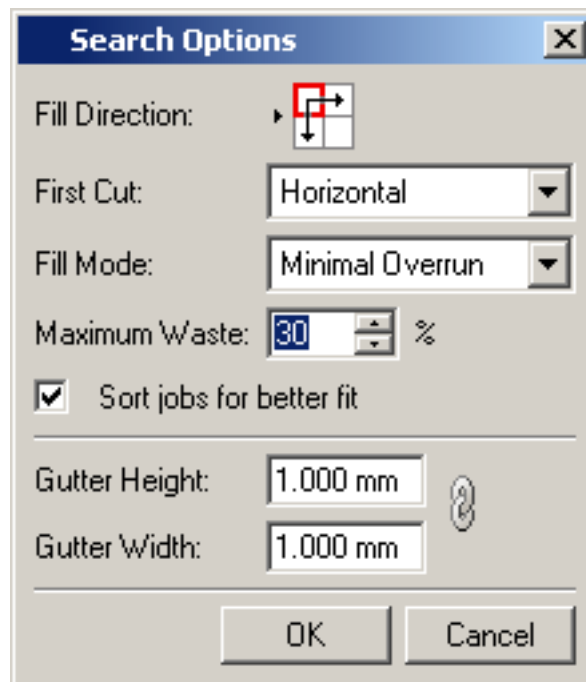 Search Options
Fill Direction:
First Cut: Horizontal
Fill Mode: Minimal Overrun
Maximum Waste: 30 %
Sort jobs for better fit
Gutter Height: 1.000 mm
Gutter Width: 1.000 mm
OK Cancel